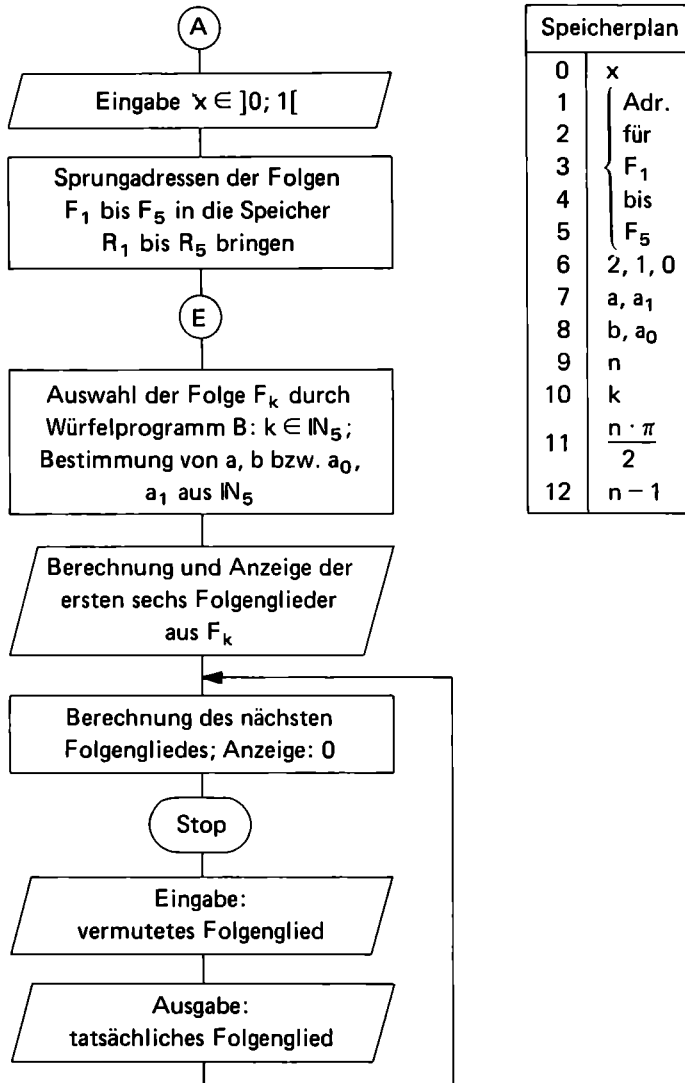 A
Eingabe x ∈ ]0; 1[
Sprungadressen der Folgen
F₁ bis F₅ in die Speicher
R₁ bis R₅ bringen
E
Auswahl der Folge Fₖ durch
Würfelprogramm B: k ∈ ℕ₅;
Bestimmung von a, b bzw. a₀,
a₁ aus ℕ₅
Berechnung und Anzeige der
ersten sechs Folgenglieder
aus Fₖ
Berechnung des nächsten
Folgengliedes; Anzeige: 0
Stop
Eingabe:
vermutetes Folgenglied
Ausgabe:
tatsächliches Folgenglied
Speicherplan
0 x
1 Adr.
2 für
3 F₁
4 bis
5 F₅
6 2, 1, 0
7 a, a₁
8 b, a₀
9 n
10 k
11 n · π / 2
12 n − 1